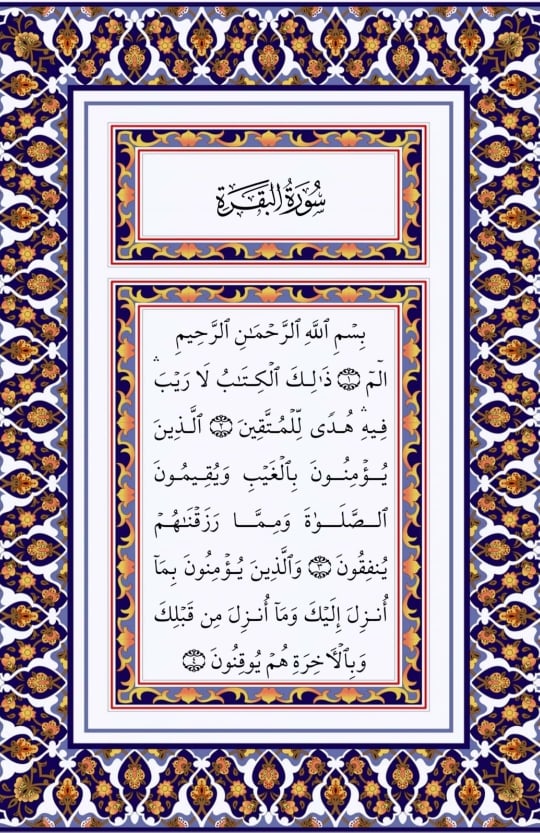 سُورَةُ البَقَرَةِ
بِسْمِ ٱللَّهِ ٱلرَّحْمَـٰنِ ٱلرَّحِيمِ
الٓمٓ ۝١ ذَٰلِكَ ٱلْكِتَـٰبُ لَا رَيْبَ ۛ
فِيهِ ۛ هُدًى لِّلْمُتَّقِينَ ۝٢ ٱلَّذِينَ
يُؤْمِنُونَ بِٱلْغَيْبِ وَيُقِيمُونَ
ٱلصَّلَوٰةَ وَمِمَّا رَزَقْنَـٰهُمْ
يُنفِقُونَ ۝٣ وَٱلَّذِينَ يُؤْمِنُونَ بِمَآ
أُنزِلَ إِلَيْكَ وَمَآ أُنزِلَ مِن قَبْلِكَ
وَبِٱلْـَٔاخِرَةِ هُمْ يُوقِنُونَ ۝٤